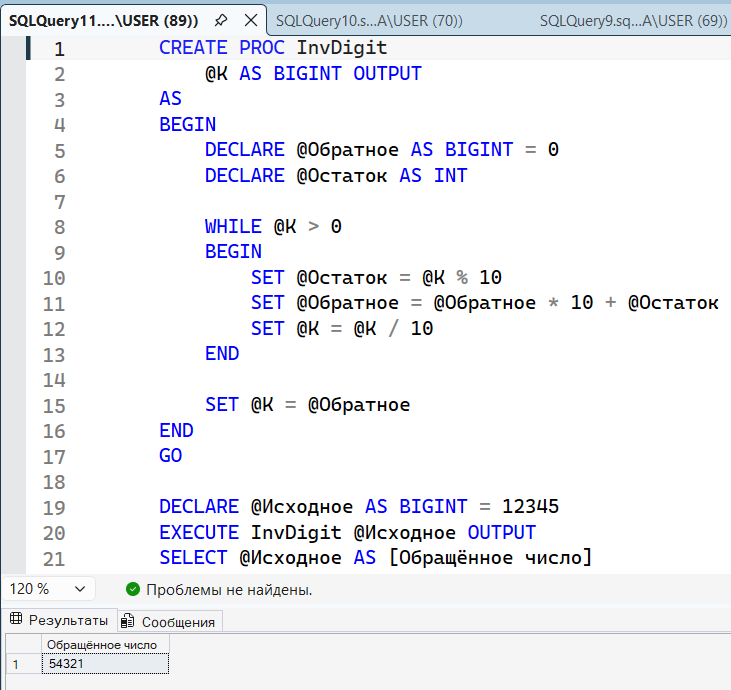 SQLQuery11....\USER (89)) SQLQuery10.s...A\USER (70)) SQLQuery9.sq...A\USER (69))
1 CREATE PROC InvDigit
2 @K AS BIGINT OUTPUT
3 AS
4 BEGIN
5 DECLARE @Обратное AS BIGINT = 0
6 DECLARE @Остаток AS INT
7
8 WHILE @K > 0
9 BEGIN
10 SET @Остаток = @K % 10
11 SET @Обратное = @Обратное * 10 + @Остаток
12 SET @K = @K / 10
13 END
14
15 SET @K = @Обратное
16 END
17 GO
18
19 DECLARE @Исходное AS BIGINT = 12345
20 EXECUTE InvDigit @Исходное OUTPUT
21 SELECT @Исходное AS [Обращённое число]
120 % Проблемы не найдены.
Результаты Сообщения
Обращённое число
1 54321